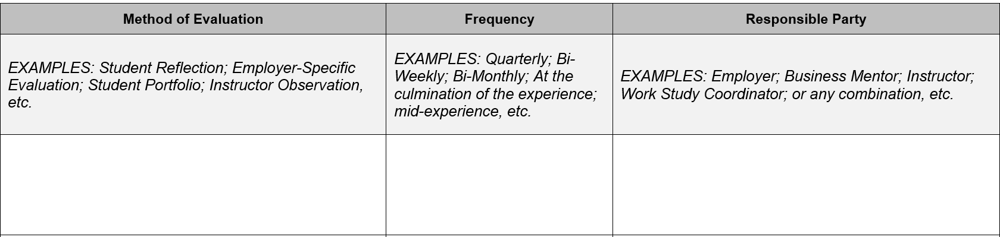 Method of Evaluation
Frequency
Responsible Party
EXAMPLES: Student Reflection; Employer-Specific
Evaluation; Student Portfolio; Instructor Observation,
etc.
EXAMPLES: Quarterly; Bi-
Weekly; Bi-Monthly; At the
culmination of the experience;
mid-experience, etc.
EXAMPLES: Employer; Business Mentor; Instructor;
Work Study Coordinator; or any combination, etc.